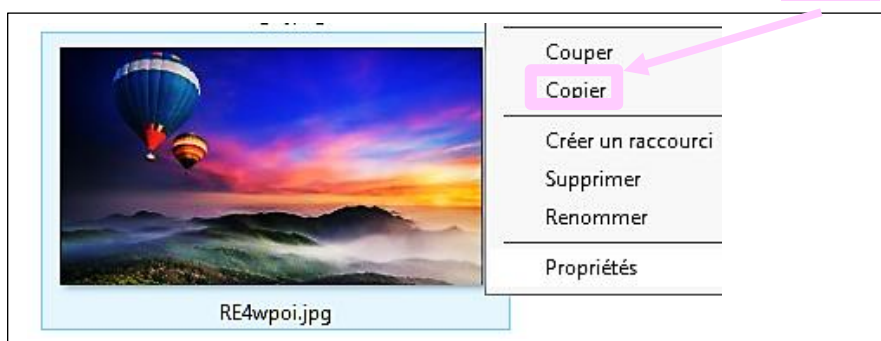 Couper
Copier
Créer un raccourci
Supprimer
Renommer
Propriétés
RE4wpoi.jpg